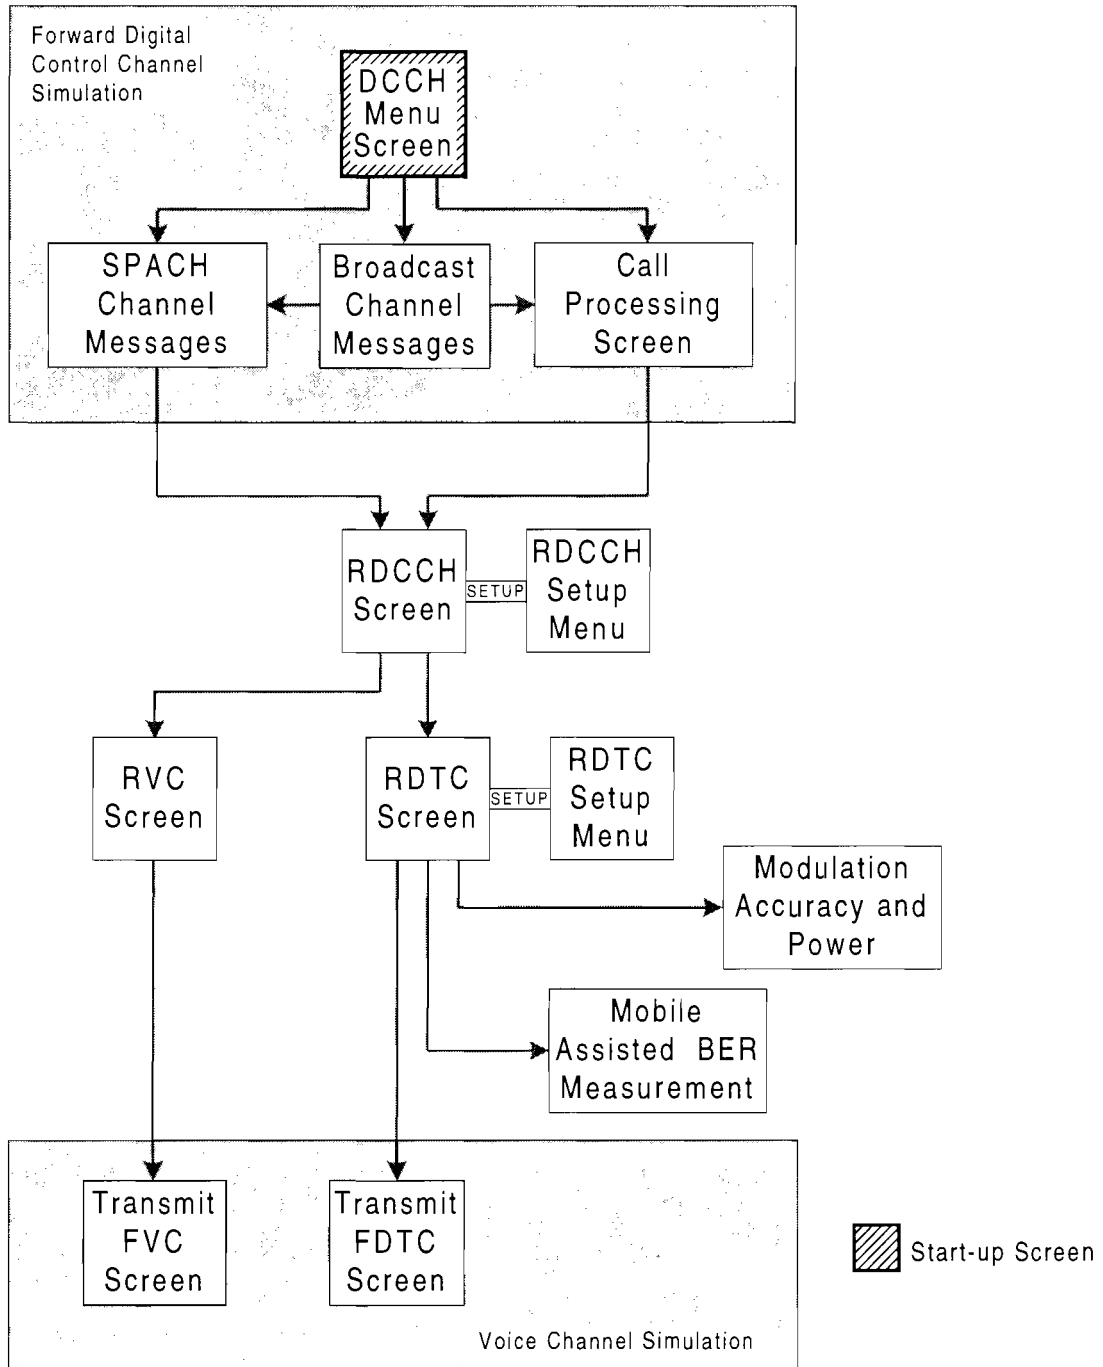 Forward Digital
Control Channel
Simulation
DCCH
Menu
Screen
SPACH
Channel
Messages
Broadcast
Channel
Messages
Call
Processing
Screen
RDCCH
Screen
SETUP
RDCCH
Setup
Menu
RVC
Screen
RDTC
Screen
SETUP
RDTC
Setup
Menu
Modulation
Accuracy and
Power
Mobile
Assisted BER
Measurement
Transmit
FVC
Screen
Transmit
FDTC
Screen
Start-up Screen
Voice Channel Simulation